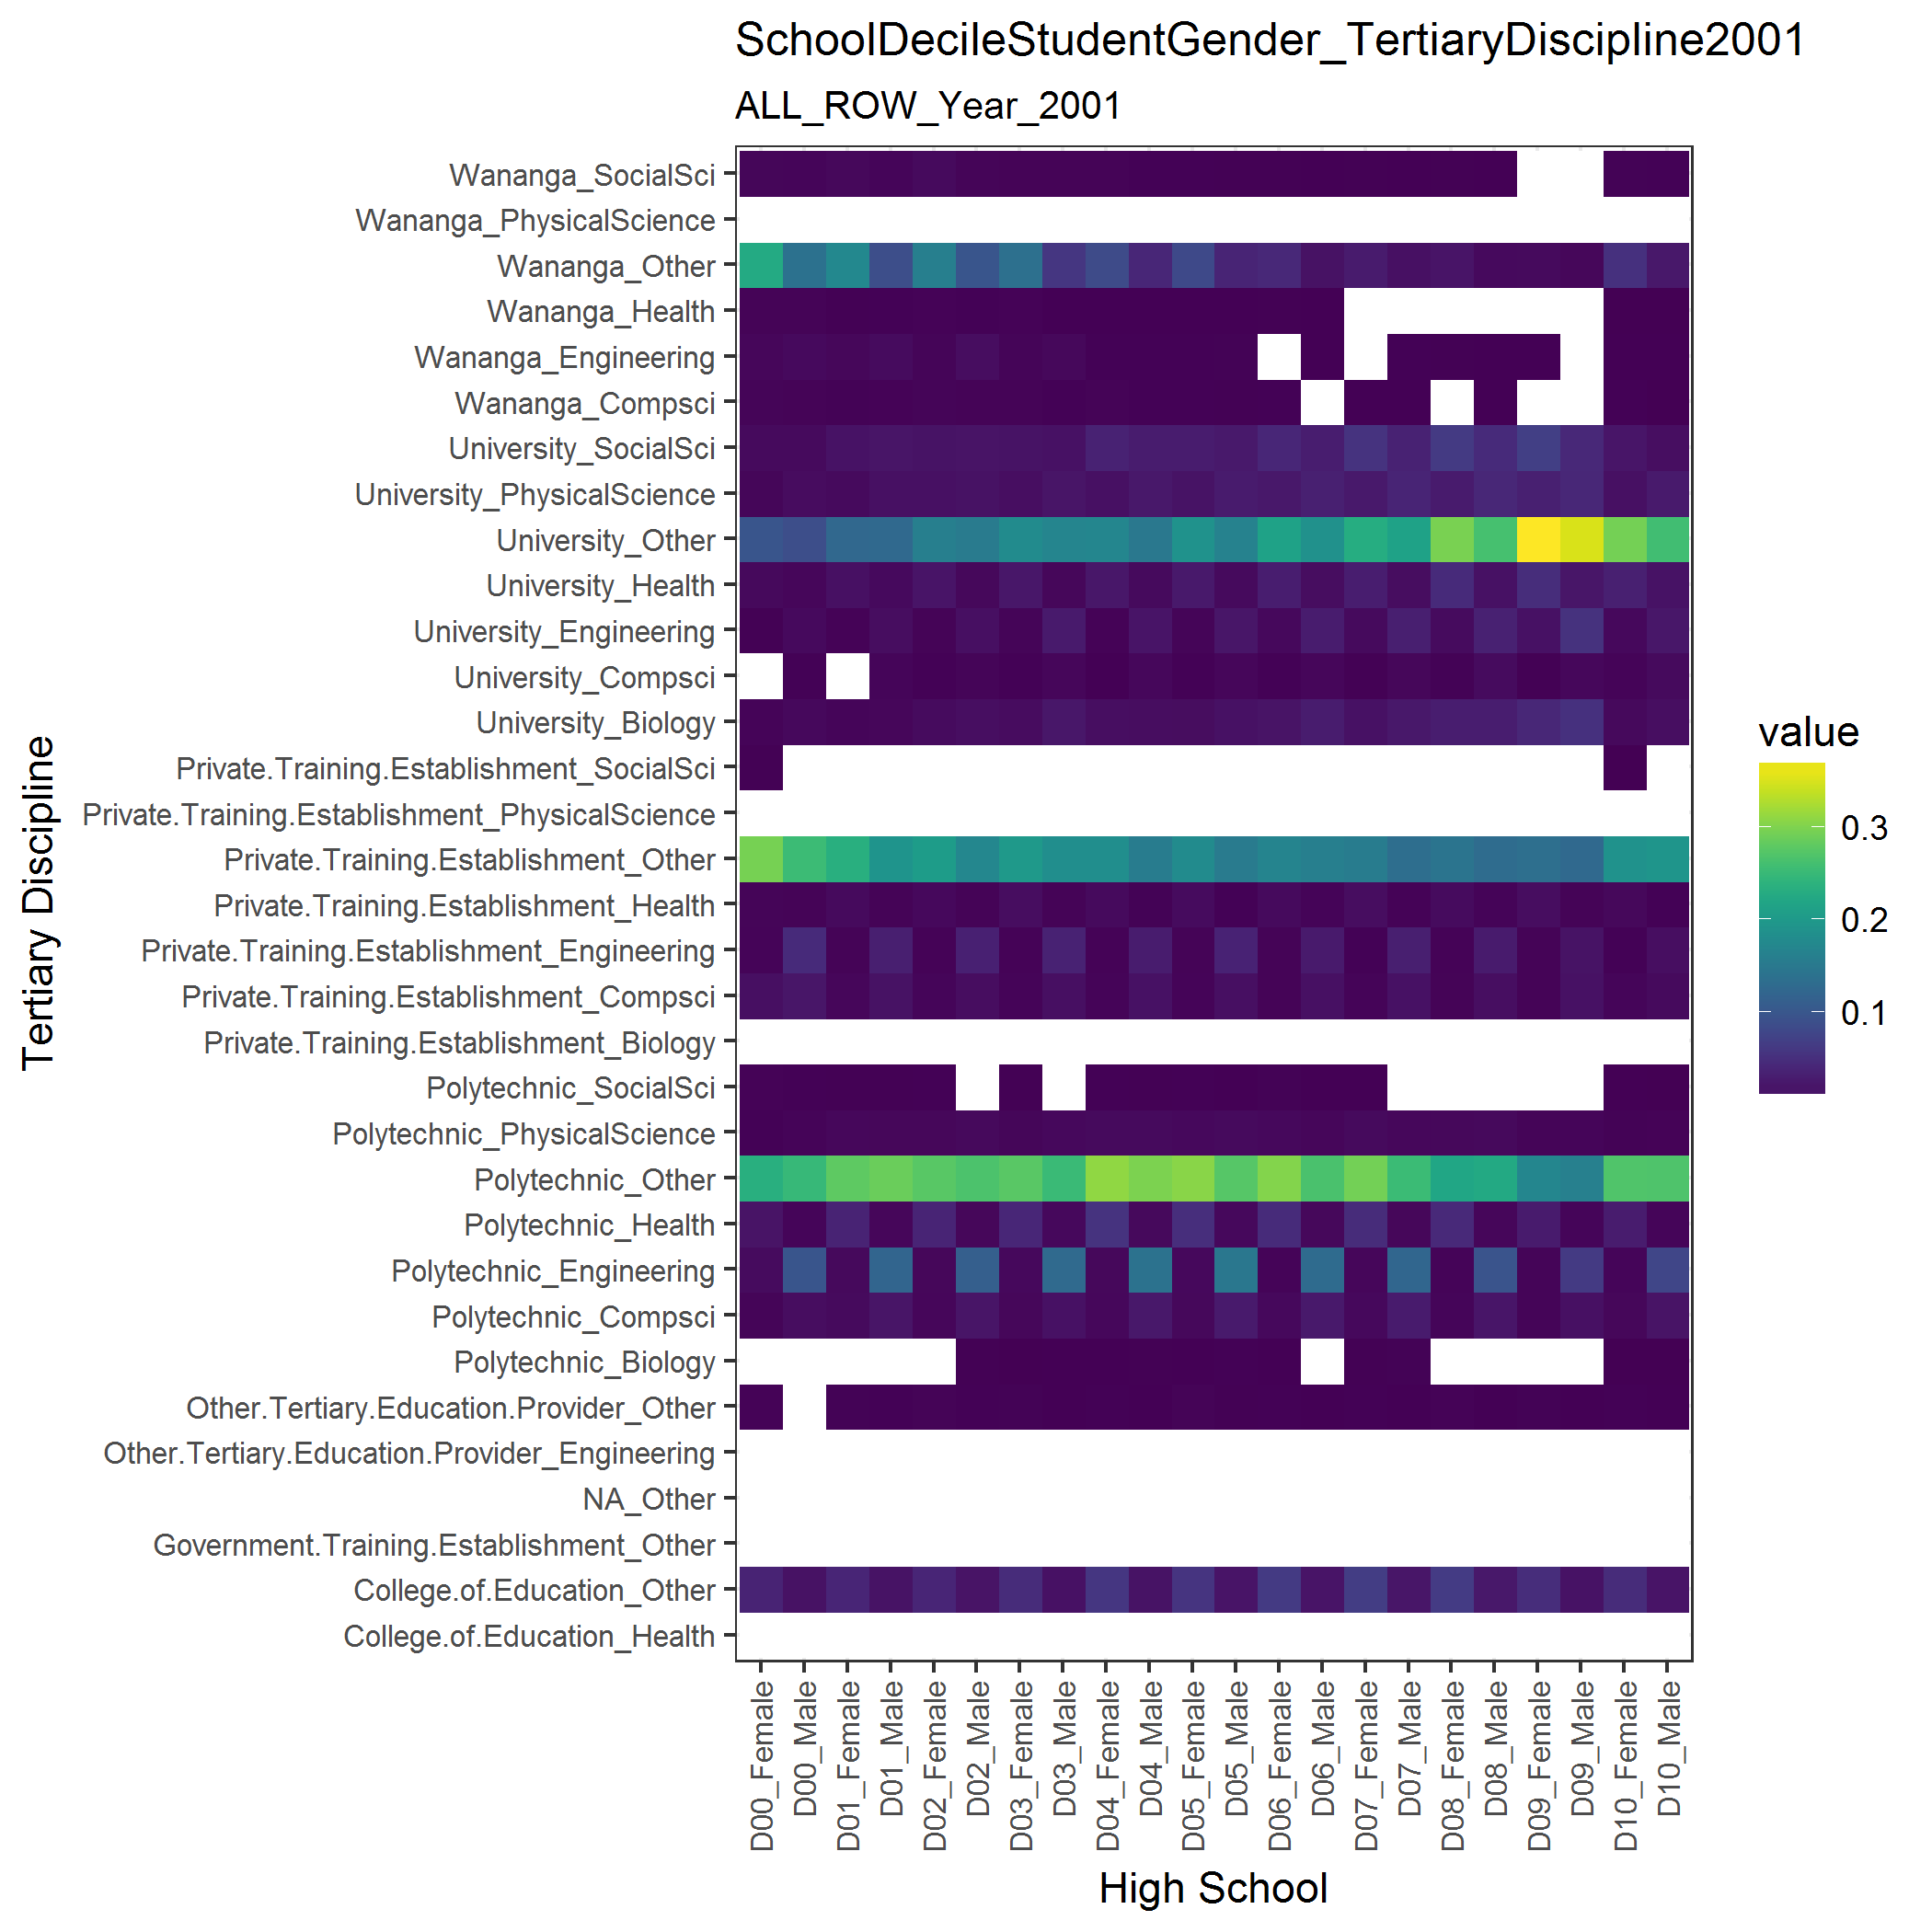 SchoolDecileStudentGender_TertiaryDiscipline2001
ALL_ROW_Year_2001
Tertiary Discipline
Wananga_SocialSci
Wananga_PhysicalScience
Wananga_Other
Wananga_Health
Wananga_Engineering
Wananga_Compsci
University_SocialSci
University_PhysicalScience
University_Other
University_Health
University_Engineering
University_Compsci
University_Biology
Private.Training.Establishment_SocialSci
Private.Training.Establishment_PhysicalScience
Private.Training.Establishment_Other
Private.Training.Establishment_Health
Private.Training.Establishment_Engineering
Private.Training.Establishment_Compsci
Private.Training.Establishment_Biology
Polytechnic_SocialSci
Polytechnic_PhysicalScience
Polytechnic_Other
Polytechnic_Health
Polytechnic_Engineering
Polytechnic_Compsci
Polytechnic_Biology
Other.Tertiary.Education.Provider_Other
Other.Tertiary.Education.Provider_Engineering
NA_Other
Government.Training.Establishment_Other
College.of.Education_Other
College.of.Education_Health
D00_Female
D00_Male
D01_Female
D01_Male
D02_Female
D02_Male
D03_Female
D03_Male
D04_Female
D04_Male
D05_Female
D05_Male
D06_Female
D06_Male
D07_Female
D07_Male
D08_Female
D08_Male
D09_Female
D09_Male
D10_Female
D10_Male
High School
value
0.3
0.2
0.1